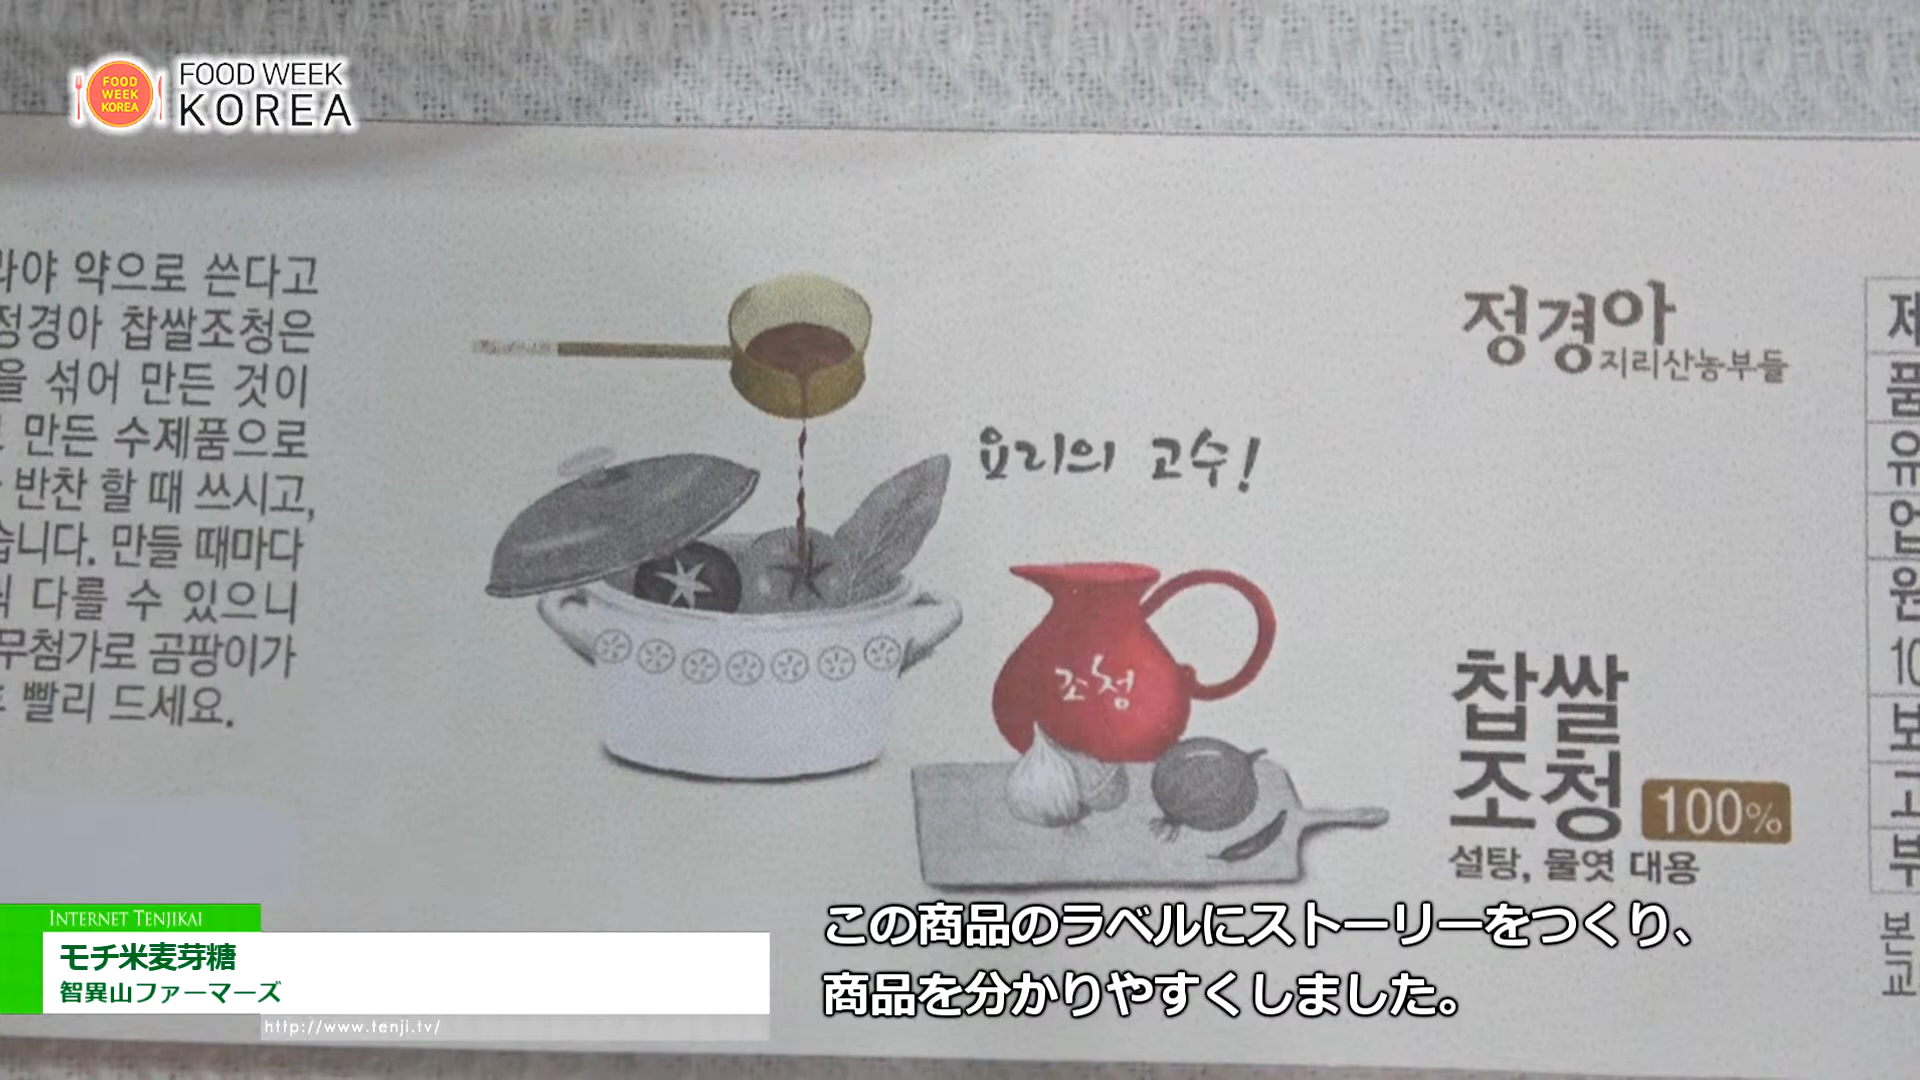 FOOD WEEK KOREA
FOOD WEEK
KOREA
라야 약으로 쓴다고
정경아 찹쌀조청은
을 섞어 만든 것이
만든 수제품으로
반찬 할 때 쓰시고,
습니다. 만들 때마다
다룰 수 있으니
무첨가로 곰팡이가
빨리 드세요.
요리의 고수!
조청
정경아
지리산농부들
찹쌀
조청 100%
설탕, 물엿 대용
제
품
유
업
원
10
보
고
부
INTERNET TENJIKAI
モチ米麦芽糖
智異山ファーマーズ
http://www.tenji.tv/
この商品のラベルにストーリーをつくり、
商品を分かりやすくしました。